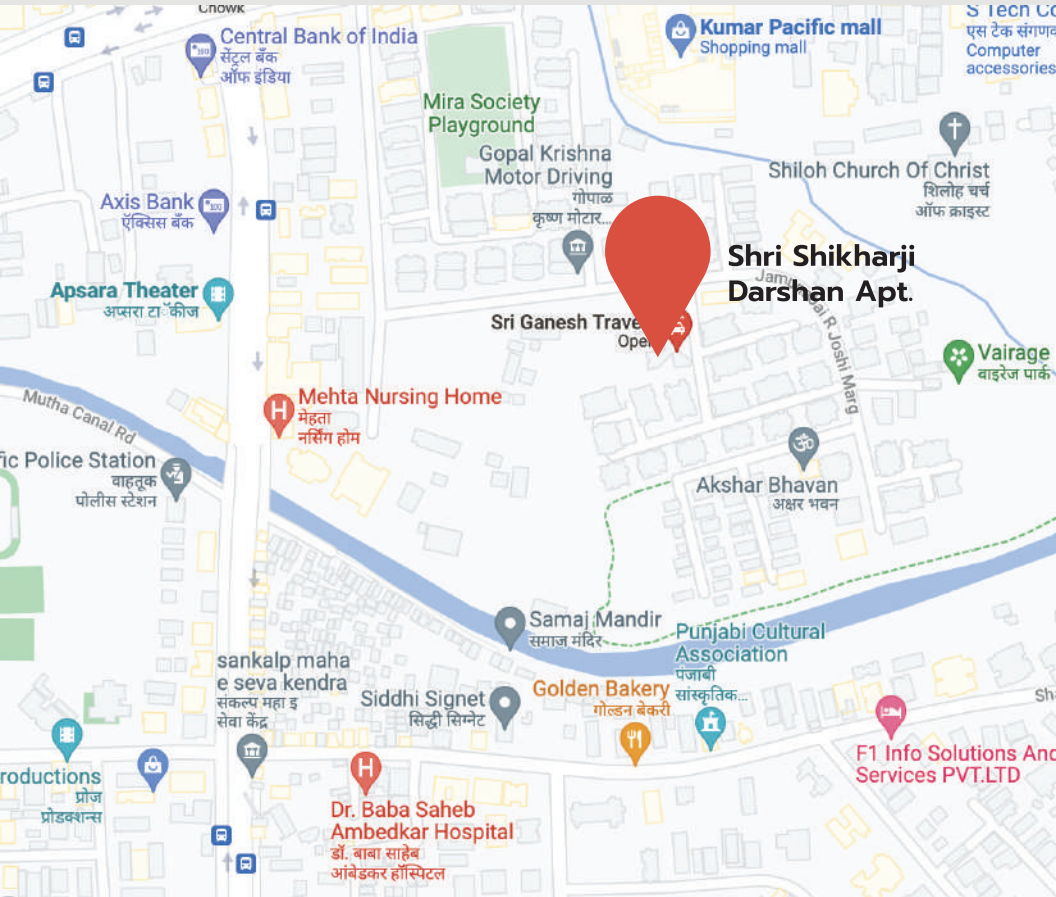 Chowk
Central Bank of India
सेंट्रल बँक
ऑफ इंडिया
Kumar Pacific mall
Shopping mall
S Tech Co
एस टेक संगणक
Computer
accessories
Mira Society
Playground
Gopal Krishna
Motor Driving
गोपाळ
कृष्ण मोटार...
Shiloh Church Of Christ
शिलोह चर्च
ऑफ क्राइस्ट
Axis Bank
ऍक्सिस बँक
Shri Shikharji
Darshan Apt.
Apsara Theater
अप्सरा टॉकीज
Sri Ganesh Trave
Ope
R Joshi Marg
Vairage
वाइरेज पार्क
Mehta Nursing Home
मेहता
नर्सिंग होम
Mutha Canal Rd
fic Police Station
वाहतूक
पोलीस स्टेशन
Akshar Bhavan
अक्षर भवन
Samaj Mandir
समाज मंदिर
Punjabi Cultural
Association
पंजाबी
सांस्कृतिक...
sankalp maha
e seva kendra
संकल्प महा इ
सेवा केंद्र
Siddhi Signet
सिद्धी सिग्नेट
Golden Bakery
गोल्डन बेकरी
Sh
F1 Info Solutions And
Services PVT.LTD
roductions
प्रोज
प्रोडक्शन्स
Dr. Baba Saheb
Ambedkar Hospital
डॉ. बाबा साहेब
आंबेडकर हॉस्पिटल